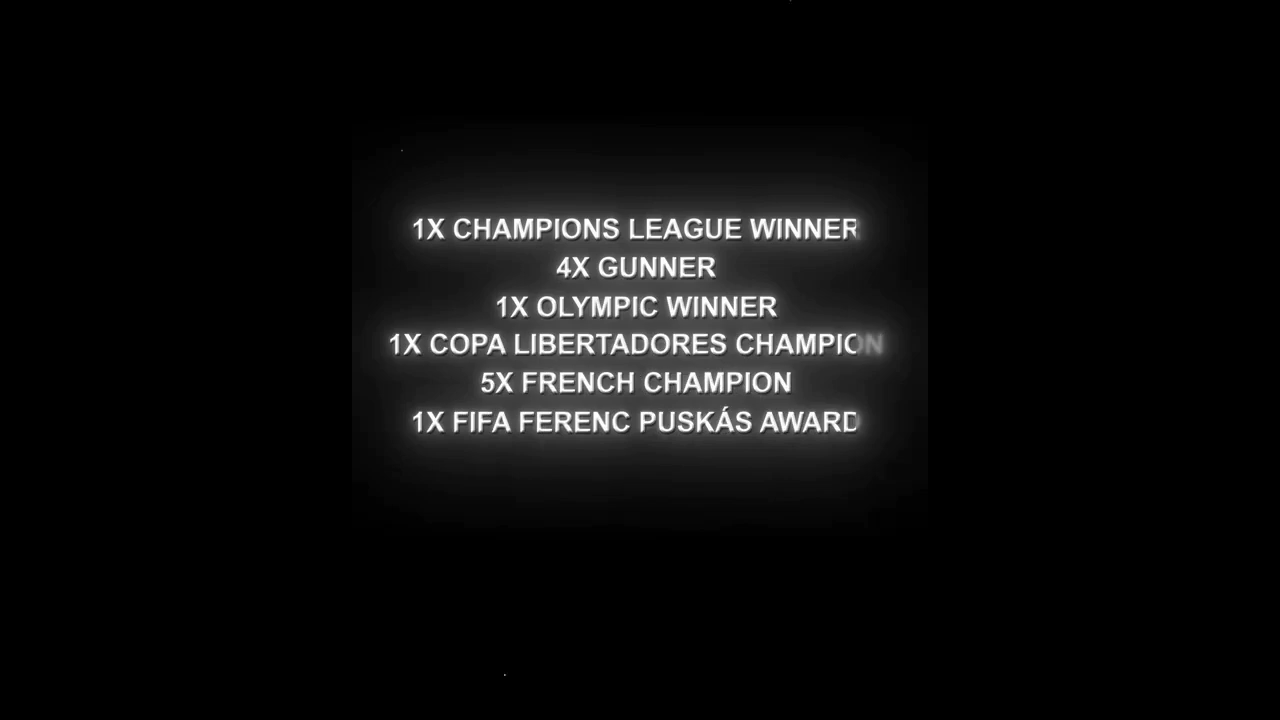 1X CHAMPIONS LEAGUE WINNER
4X GUNNER
1X OLYMPIC WINNER
1X COPA LIBERTADORES CHAMPION
5X FRENCH CHAMPION
1X FIFA FERENC PUSKÁS AWARD